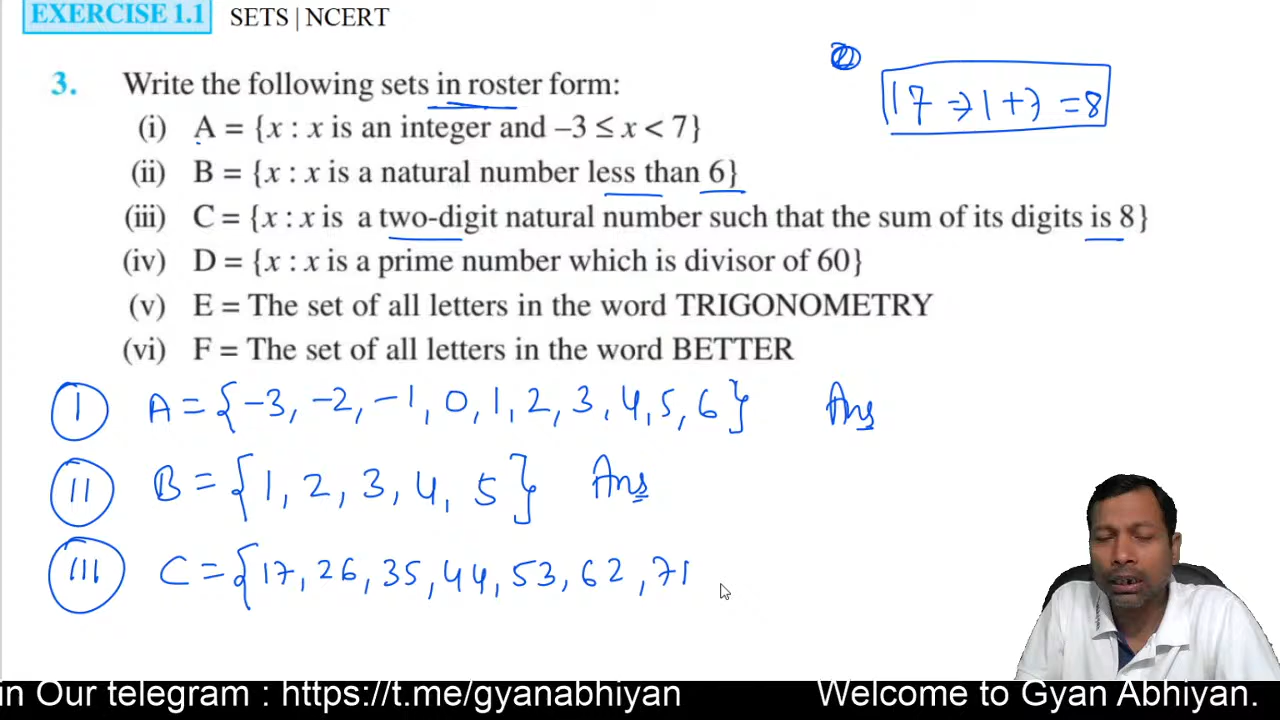 EXERCISE 1.1 SETS | NCERT
17 ⇒ 1 + 7 = 8
3. Write the following sets in roster form:
(i) A = {x : x is an integer and –3 ≤ x < 7}
(ii) B = {x : x is a natural number less than 6}
(iii) C = {x : x is a two-digit natural number such that the sum of its digits is 8}
(iv) D = {x : x is a prime number which is divisor of 60}
(v) E = The set of all letters in the word TRIGONOMETRY
(vi) F = The set of all letters in the word BETTER
I A = {-3, -2, -1, 0, 1, 2, 3, 4, 5, 6} Ans
II B = {1, 2, 3, 4, 5} Ans
III C = {17, 26, 35, 44, 53, 62, 71
in Our telegram : https://t.me/gyanabhiyan Welcome to Gyan Abhiyan.